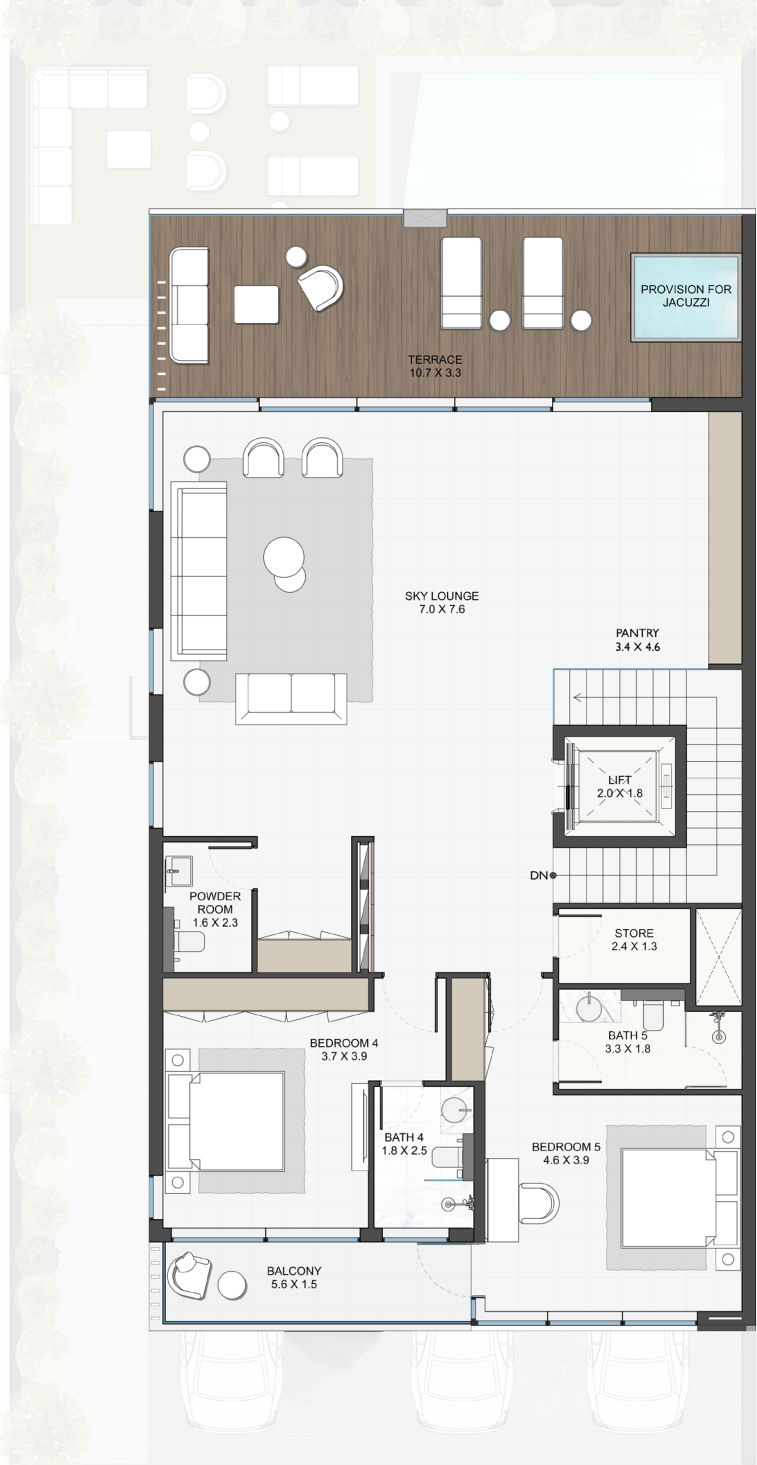 PROVISION FOR
JACUZZI
TERRACE
10.7 X 3.3
SKY LOUNGE
7.0 X 7.6
PANTRY
3.4 X 4.6
LIFT
2.0 X 1.8
DN
POWDER
ROOM
1.6 X 2.3
STORE
2.4 X 1.3
BATH 5
3.3 X 1.8
BEDROOM 4
3.7 X 3.9
BATH 4
1.8 X 2.5
BEDROOM 5
4.6 X 3.9
BALCONY
5.6 X 1.5